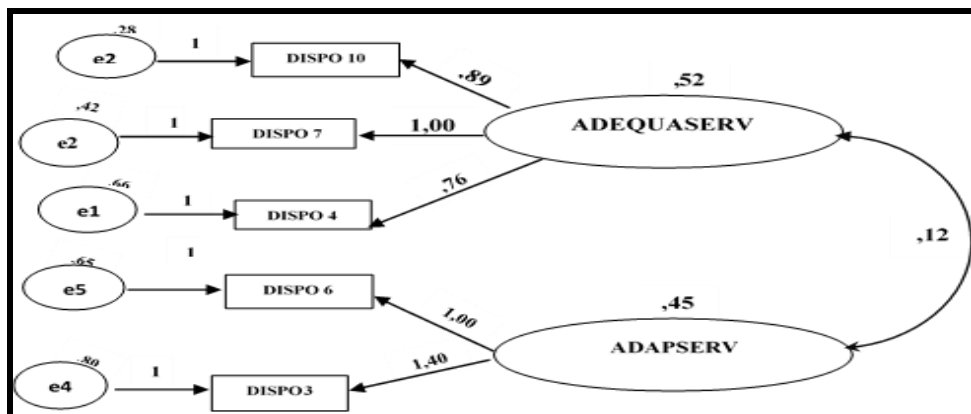 ,28
e2
1
DISPO 10
,89
,52
ADEQUASERV
,42
e2
1
DISPO 7
1,00
,66
e1
1
DISPO 4
,76
,12
,65
e5
1
DISPO 6
1,00
,45
ADAPSERV
,80
e4
1
DISPO3
1,40